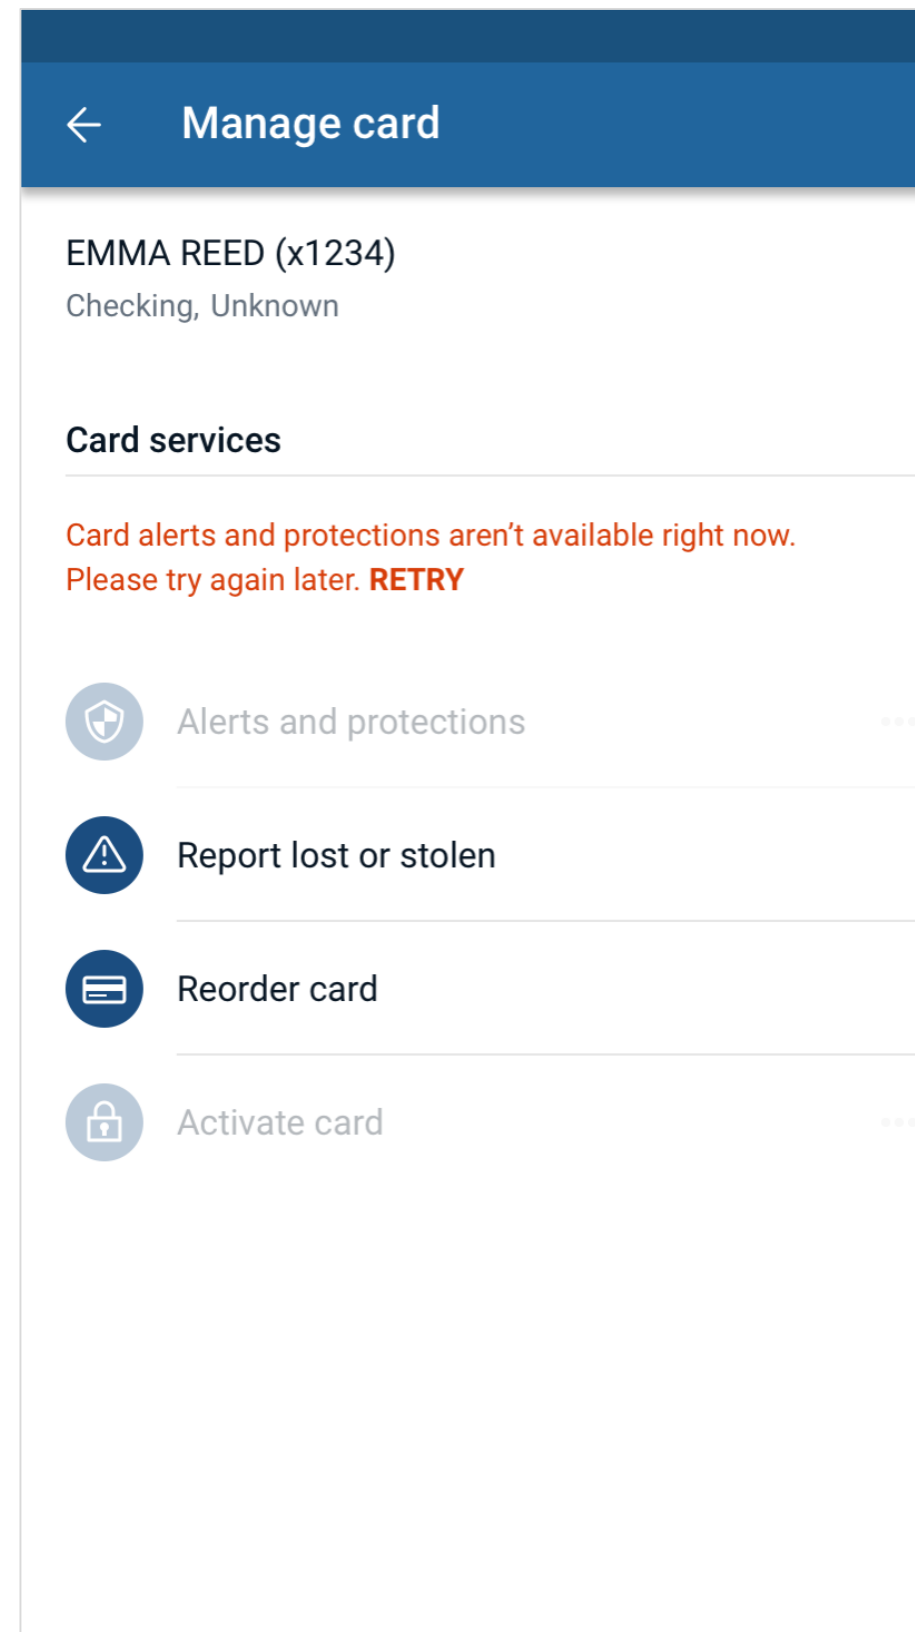 Manage card
EMMA REED (x1234)
Checking, Unknown
Card services
Card alerts and protections aren’t available right now.
Please try again later. RETRY
Alerts and protections
Report lost or stolen
Reorder card
Activate card